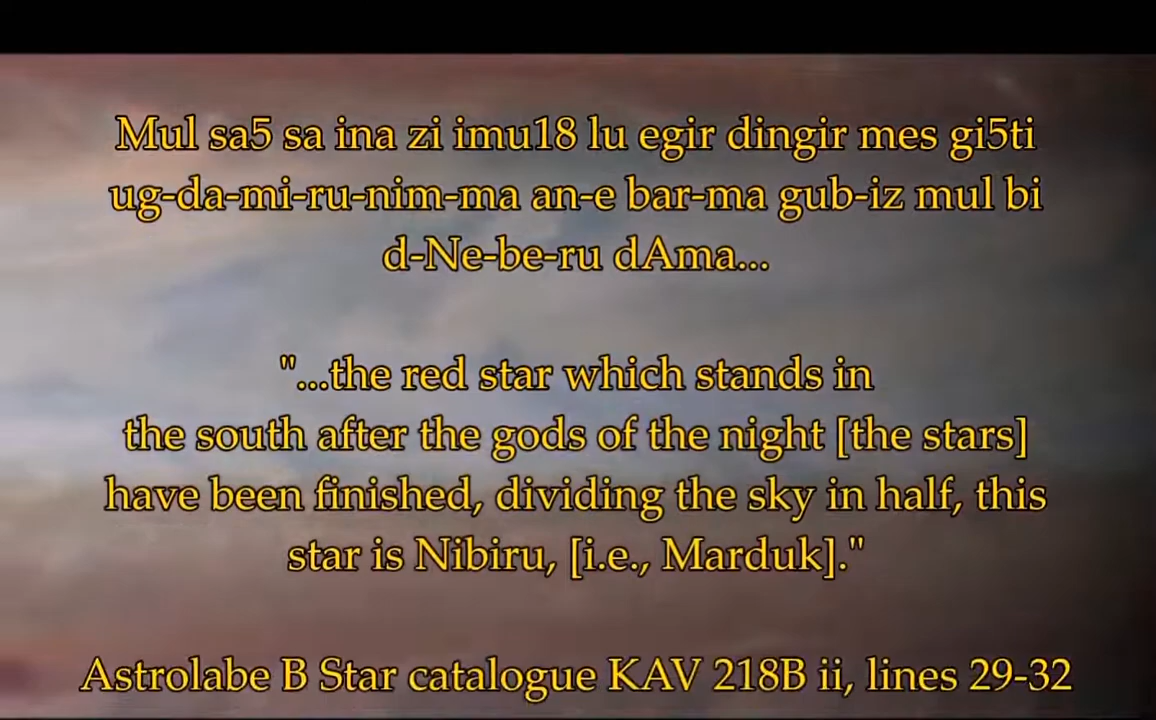 Mul sa5 sa ina zi imu18 lu egir dingir mes gi5ti
ug-da-mi-ru-nim-ma an-e bar-ma gub-iz mul bi
d-Ne-be-ru dAma...
"...the red star which stands in
the south after the gods of the night [the stars]
have been finished, dividing the sky in half, this
star is Nibiru, [i.e., Marduk]."
Astrolabe B Star catalogue KAV 218B ii, lines 29-32